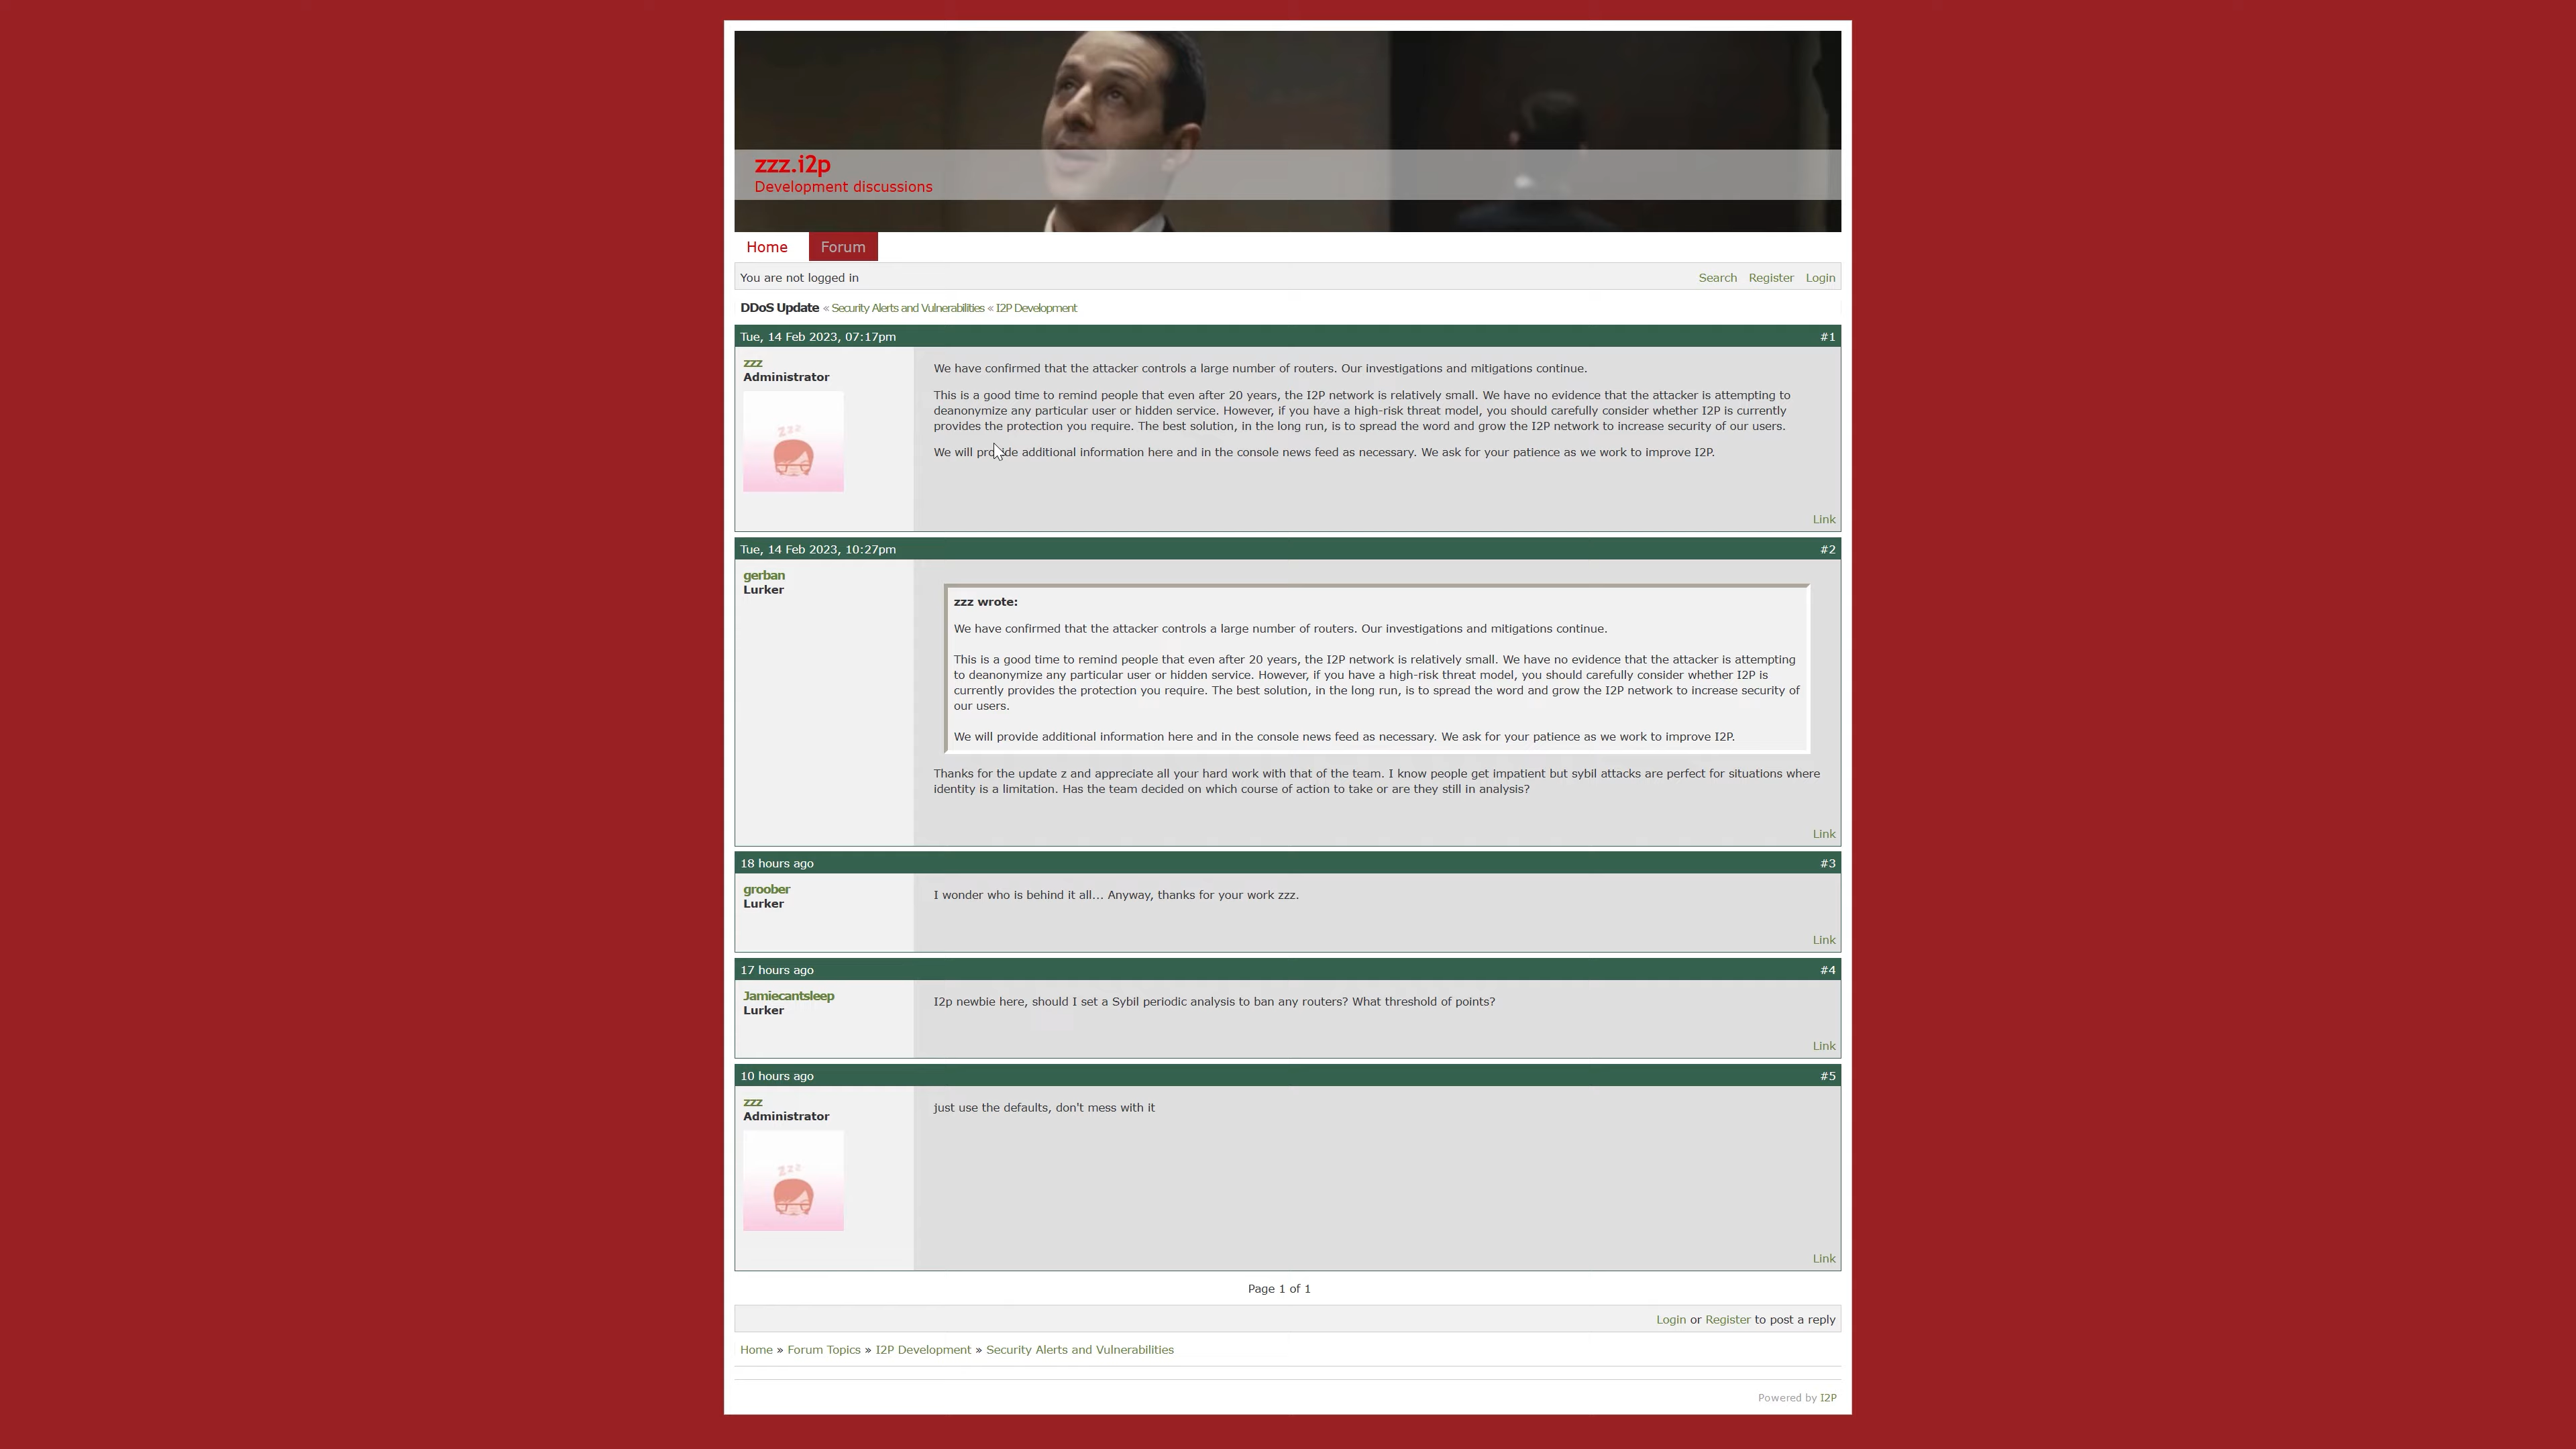 zzz.i2p
Development discussions
Home Forum
You are not logged in Search Register Login
DDoS Update « Security Alerts and Vulnerabilities « I2P Development
Tue, 14 Feb 2023, 07:17pm #1
zzz
Administrator
We have confirmed that the attacker controls a large number of routers. Our investigations and mitigations continue.
This is a good time to remind people that even after 20 years, the I2P network is relatively small. We have no evidence that the attacker is attempting to
deanonymize any particular user or hidden service. However, if you have a high-risk threat model, you should carefully consider whether I2P is currently
provides the protection you require. The best solution, in the long run, is to spread the word and grow the I2P network to increase security of our users.
We will provide additional information here and in the console news feed as necessary. We ask for your patience as we work to improve I2P.
zzz
Link
Tue, 14 Feb 2023, 10:27pm #2
gerban
Lurker
zzz wrote:
We have confirmed that the attacker controls a large number of routers. Our investigations and mitigations continue.
This is a good time to remind people that even after 20 years, the I2P network is relatively small. We have no evidence that the attacker is attempting
to deanonymize any particular user or hidden service. However, if you have a high-risk threat model, you should carefully consider whether I2P is
currently provides the protection you require. The best solution, in the long run, is to spread the word and grow the I2P network to increase security of
our users.
We will provide additional information here and in the console news feed as necessary. We ask for your patience as we work to improve I2P.
Thanks for the update z and appreciate all your hard work with that of the team. I know people get impatient but sybil attacks are perfect for situations where
identity is a limitation. Has the team decided on which course of action to take or are they still in analysis?
Link
18 hours ago #3
groober
Lurker
I wonder who is behind it all... Anyway, thanks for your work zzz.
Link
17 hours ago #4
Jamiecantsleep
Lurker
I2p newbie here, should I set a Sybil periodic analysis to ban any routers? What threshold of points?
Link
10 hours ago #5
zzz
Administrator
just use the defaults, don't mess with it
zzz
Link
Page 1 of 1
Login or Register to post a reply
Home » Forum Topics » I2P Development » Security Alerts and Vulnerabilities
Powered by I2P